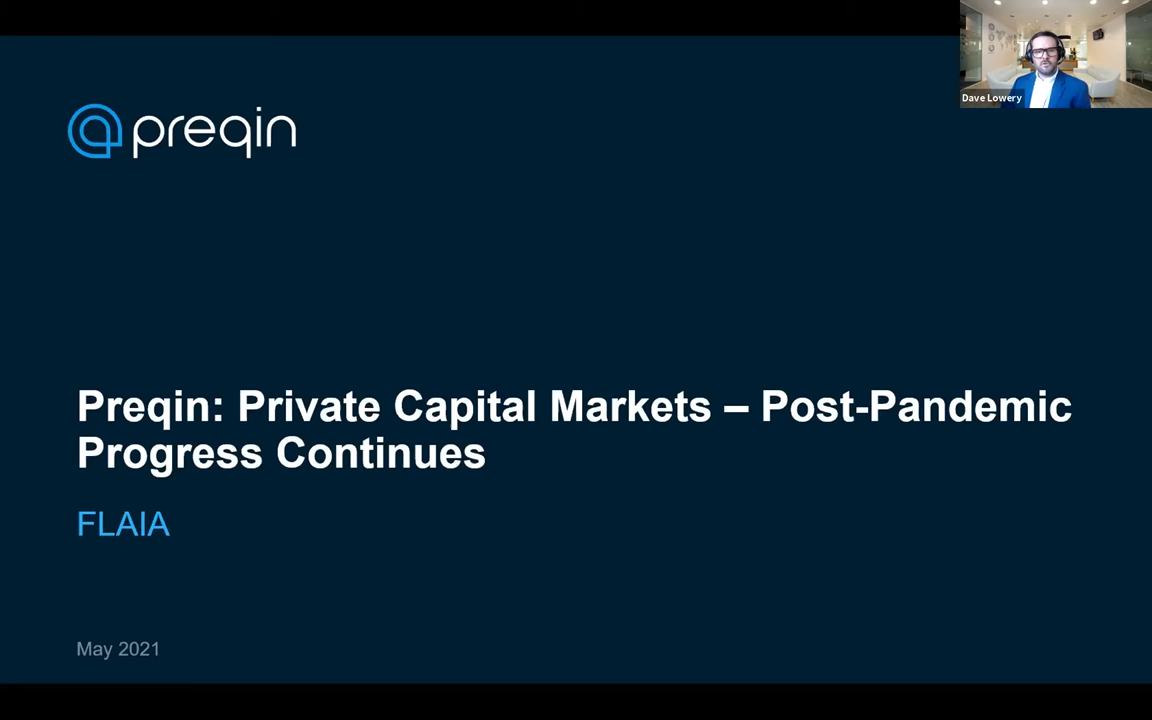 Dave Lowery
preqin
Preqin: Private Capital Markets – Post-Pandemic
Progress Continues
FLAIA
May 2021